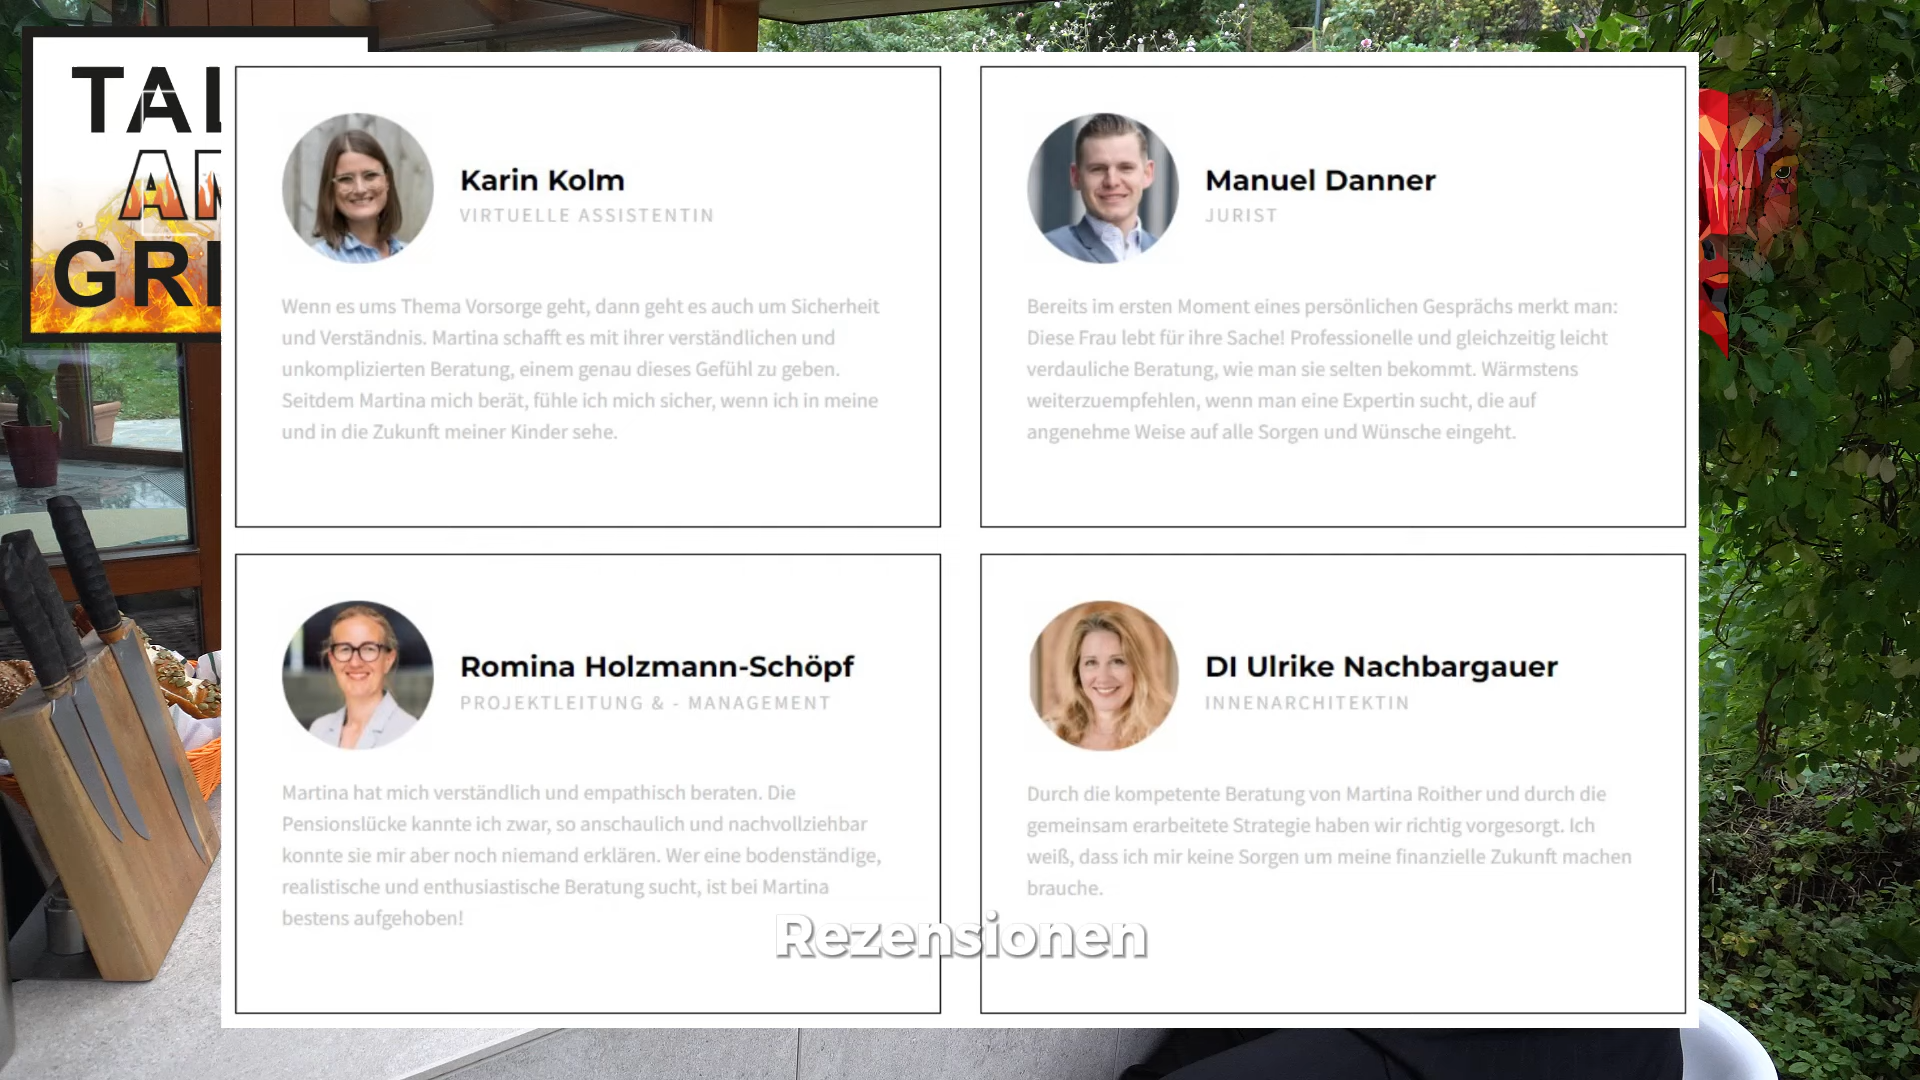 TAL
A
GRI
Karin Kolm
VIRTUELLE ASSISTENTIN
Wenn es ums Thema Vorsorge geht, dann geht es auch um Sicherheit
und Verständnis. Martina schafft es mit ihrer verständlichen und
unkomplizierten Beratung, einem genau dieses Gefühl zu geben.
Seitdem Martina mich berät, fühle ich mich sicher, wenn ich in meine
und in die Zukunft meiner Kinder sehe.
Manuel Danner
JURIST
Bereits im ersten Moment eines persönlichen Gesprächs merkt man:
Diese Frau lebt für ihre Sache! Professionelle und gleichzeitig leicht
verdauliche Beratung, wie man sie selten bekommt. Wärmstens
weiterzuempfehlen, wenn man eine Expertin sucht, die auf
angenehme Weise auf alle Sorgen und Wünsche eingeht.
Romina Holzmann-Schöpf
PROJEKTLEITUNG & - MANAGEMENT
Martina hat mich verständlich und empathisch beraten. Die
Pensionslücke kannte ich zwar, so anschaulich und nachvollziehbar
konnte sie mir aber noch niemand erklären. Wer eine bodenständige,
realistische und enthusiastische Beratung sucht, ist bei Martina
bestens aufgehoben!
DI Ulrike Nachbargauer
INNENARCHITEKTIN
Durch die kompetente Beratung von Martina Roither und durch die
gemeinsam erarbeitete Strategie haben wir richtig vorgesorgt. Ich
weiß, dass ich mir keine Sorgen um meine finanzielle Zukunft machen
brauche.
Rezensionen